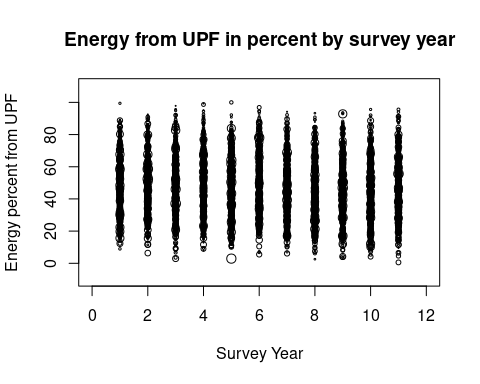 Energy from UPF in percent by survey year
Energy percent from UPF
80
60
40
20
0
0 2 4 6 8 10 12
Survey Year